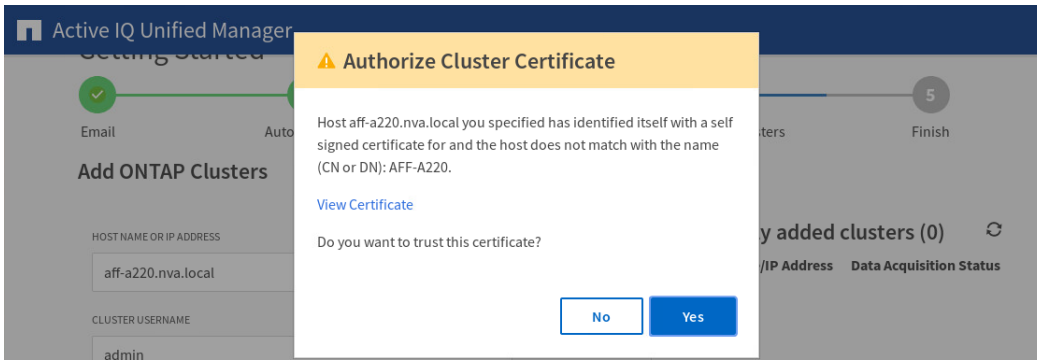 Active IQ Unified Manager
Getting Started
Authorize Cluster Certificate
5
Email
Auto
sters
Finish
Host aff-a220.nva.local you specified has identified itself with a self
signed certificate for and the host does not match with the name
(CN or DN): AFF-A220.
Add ONTAP Clusters
View Certificate
HOST NAME OR IP ADDRESS
Do you want to trust this certificate?
y added clusters (0)
aff-a220.nva.local
/IP Address Data Acquisition Status
CLUSTER USERNAME
No
Yes
admin